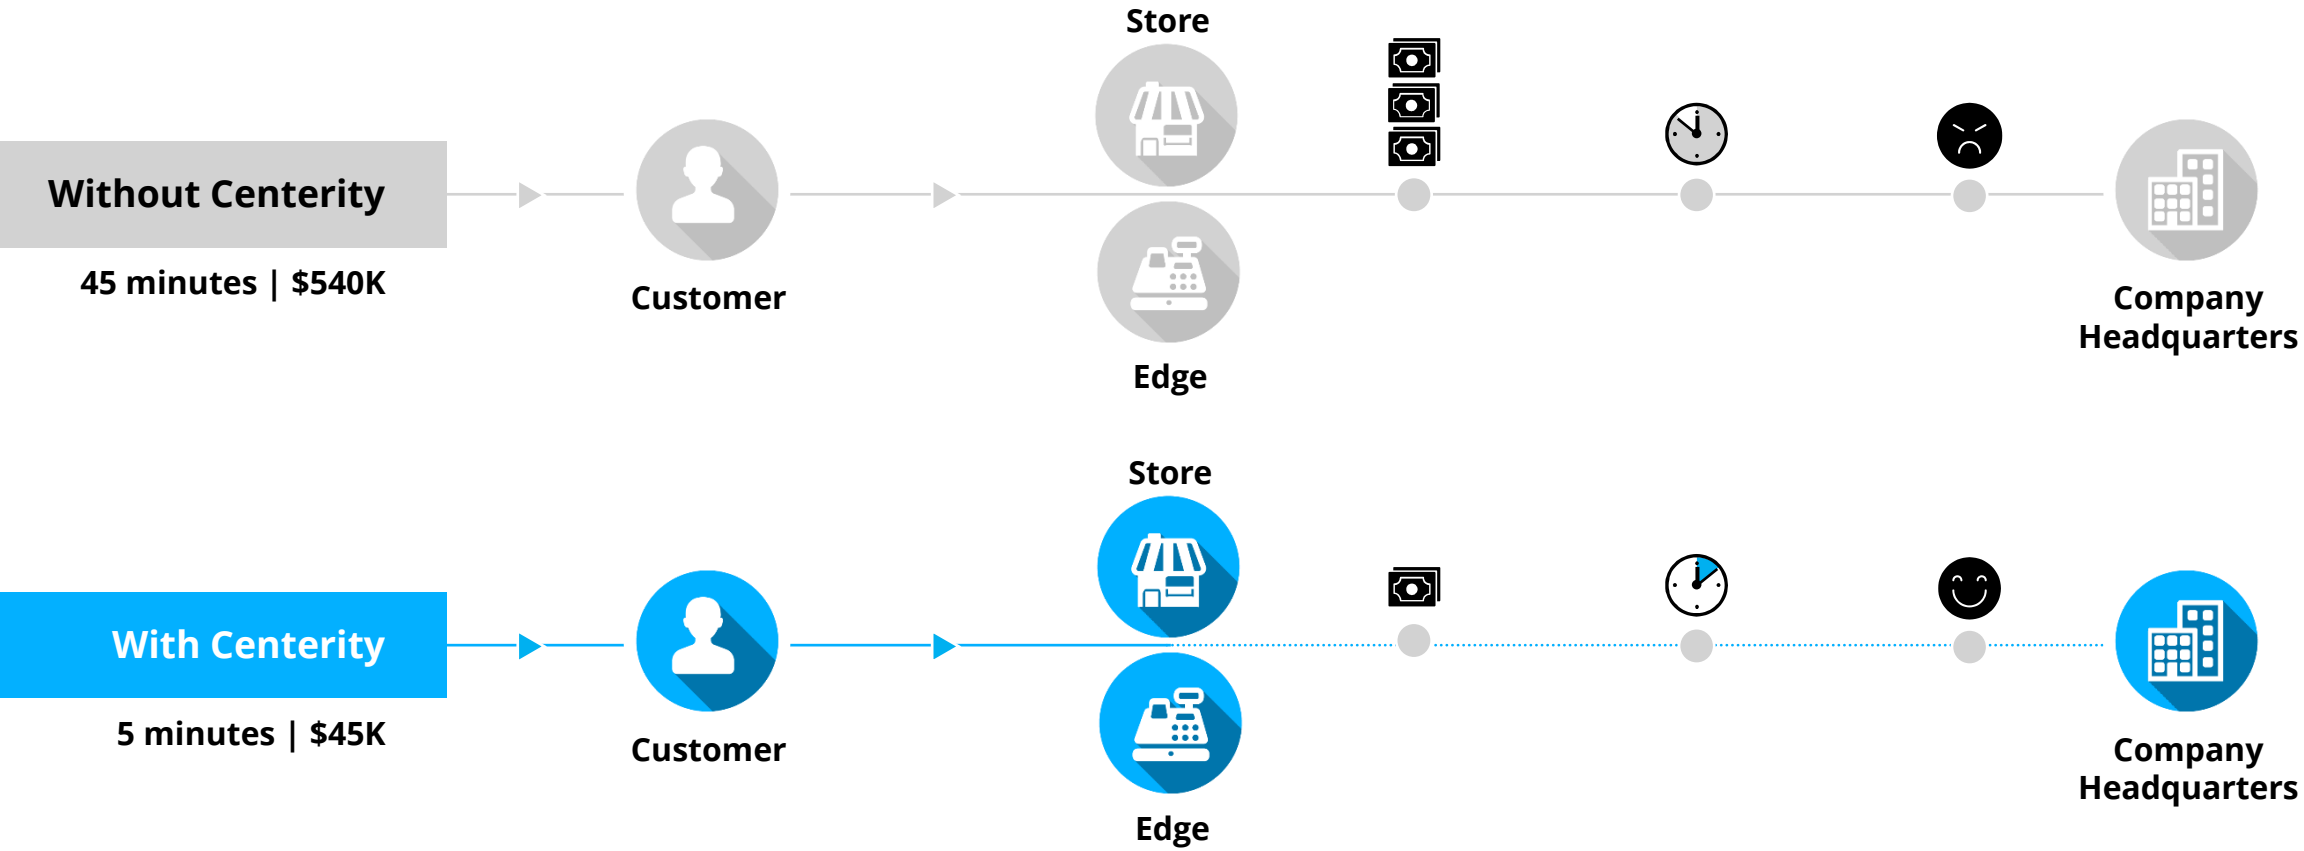 Store
Without Centerity
45 minutes | $540K
Customer
Company
Headquarters
Edge
Store
With Centerity
5 minutes | $45K
Customer
Company
Headquarters
Edge